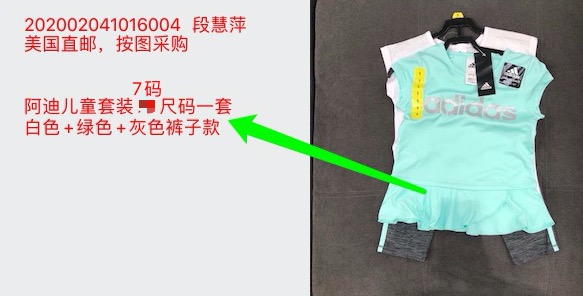 202002041016004 段慧萍
美国直邮，按图采购
7码
阿迪儿童套装 尺码一套
白色+绿色+灰色裤子款
adidas